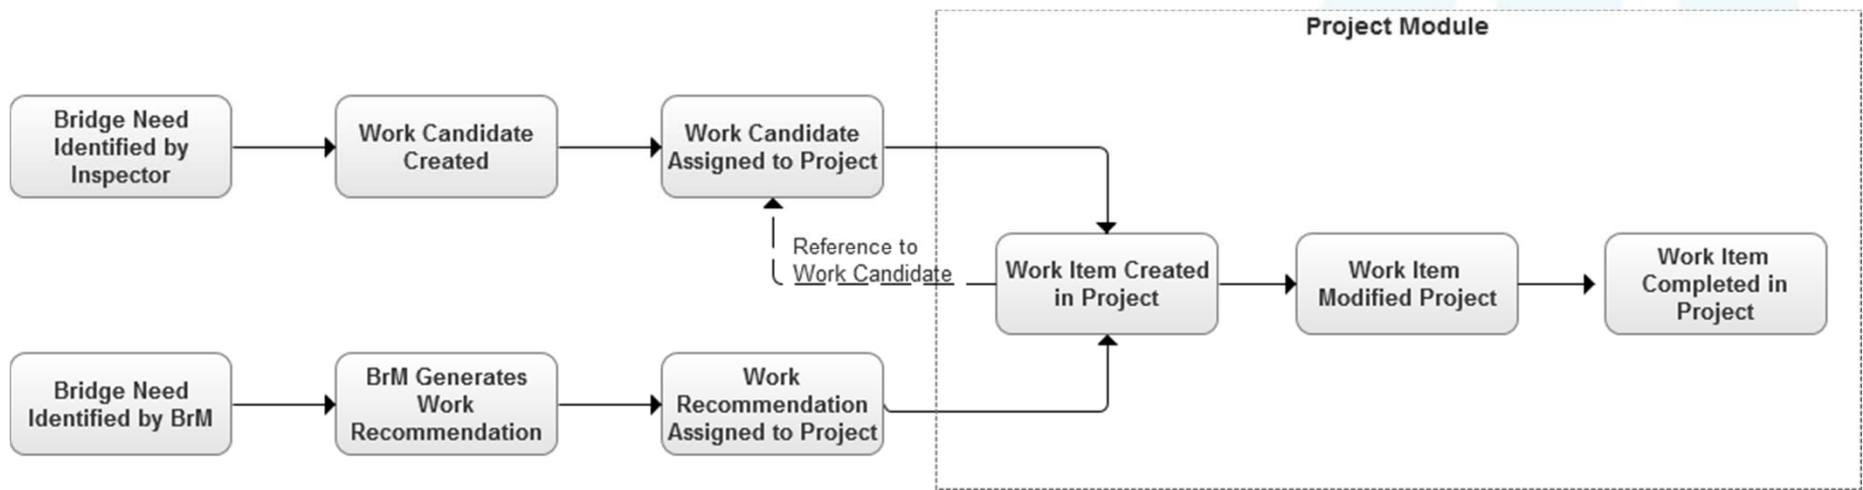 Project Module
Bridge Need
Identified by
Inspector
Work Candidate
Created
Work Candidate
Assigned to Project
Reference to
Work Candidate
Work Item Created
in Project
Work Item
Modified Project
Work Item
Completed in
Project
Bridge Need
Identified by BrM
BrM Generates
Work
Recommendation
Work
Recommendation
Assigned to Project